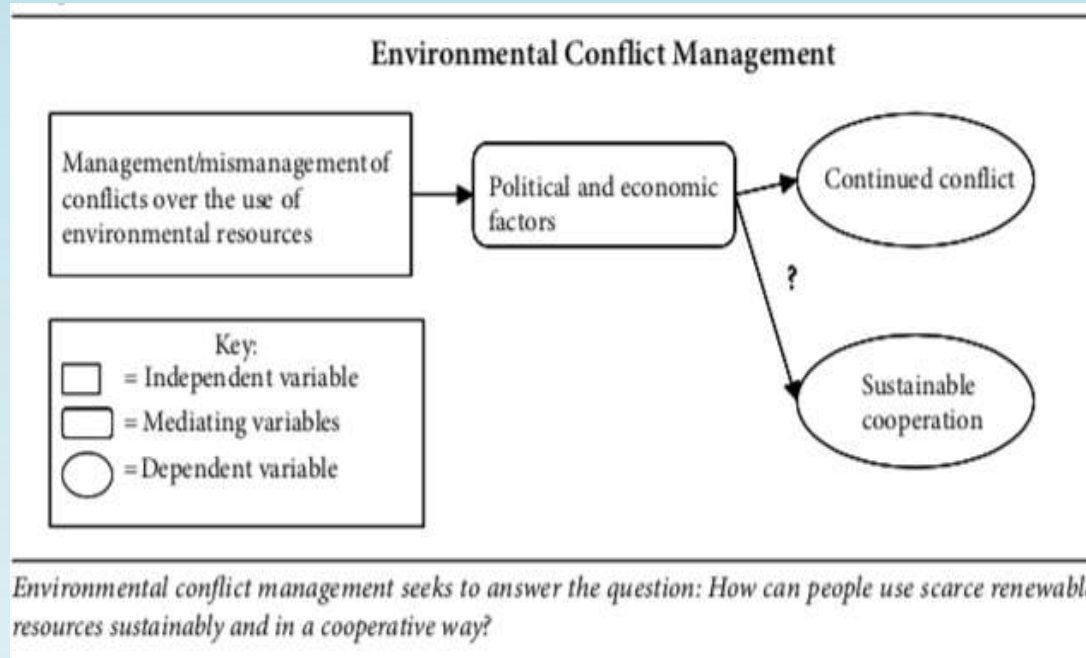 Environmental Conflict Management
Management/mismanagement of
conflicts over the use of
environmental resources
Political and economic
factors
Continued conflict
?
Sustainable
cooperation
Key:
= Independent variable
= Mediating variables
= Dependent variable
Environmental conflict management seeks to answer the question: How can people use scarce renewabl
resources sustainably and in a cooperative way?